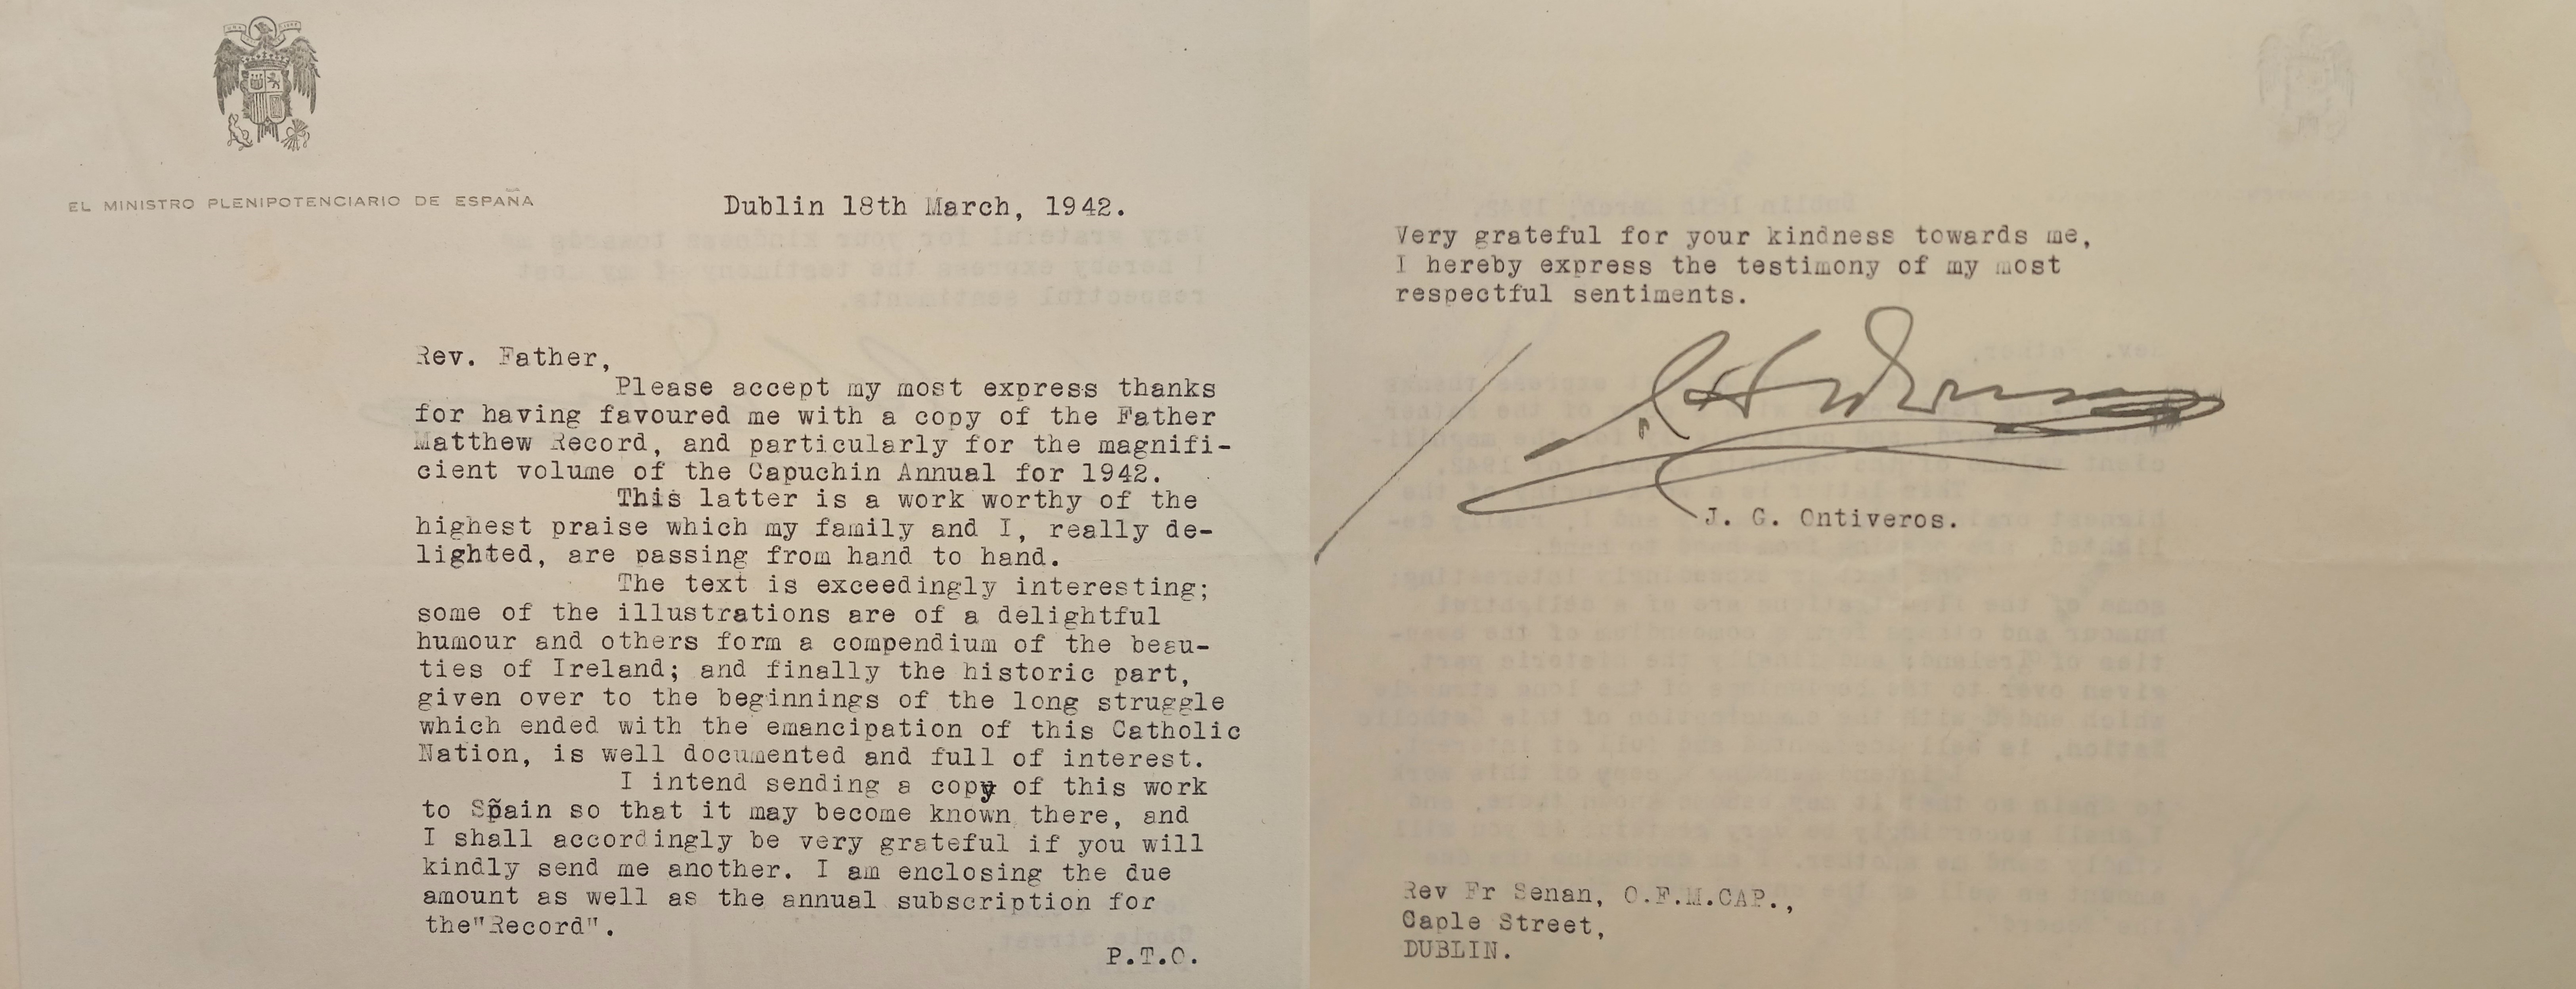 EL MINISTRO PLENIPOTENCIARIO DE ESPAÑA
Dublin 18th March, 1942.
Rev. Father,
Please accept my most express thanks
for having favoured me with a copy of the Father
Matthew Record, and particularly for the magnifi-
cient volume of the Capuchin Annual for 1942.
This latter is a work worthy of the
highest praise which my family and I, really de-
lighted, are passing from hand to hand.
The text is exceedingly interesting;
some of the illustrations are of a delightful
humour and others form a compendium of the beau-
ties of Ireland; and finally the historic part,
given over to the beginnings of the long struggle
which ended with the emancipation of this Catholic
Nation, is well documented and full of interest.
I intend sending a copy of this work
to Spain so that it may become known there, and
I shall accordingly be very grateful if you will
kindly send me another. I am enclosing the due
amount as well as the annual subscription for
the"Record".
P.T.O.
Very grateful for your kindness towards me,
I hereby express the testimony of my most
respectful sentiments.
J. G. Ontiveros.
Rev Fr Senan, O.F.M.CAP.,
Caple Street,
DUBLIN.